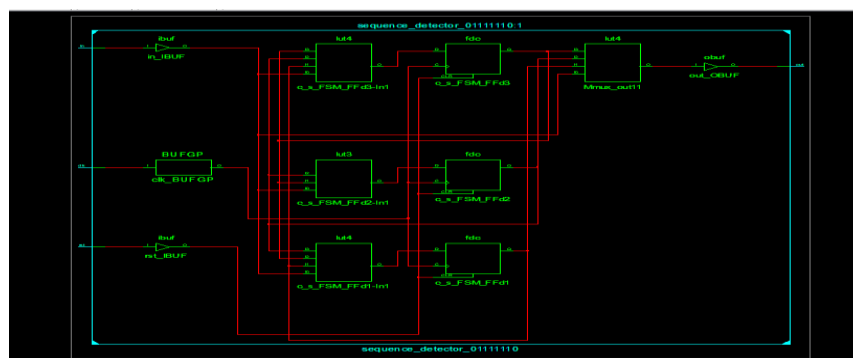 sequence_detector_01111110:1
ibuf
lut4
fdc
lut4
obuf
in_IBUF
c_s_FSM_FFd3-In1
c_s_FSM_FFd3
Mmux_out11
out_OBUF
BUFGP
lut3
fdc
clk_BUFGP
c_s_FSM_FFd2-In1
c_s_FSM_FFd2
ibuf
lut4
fdc
rst_IBUF
c_s_FSM_FFd1-In1
c_s_FSM_FFd1
sequence_detector_01111110